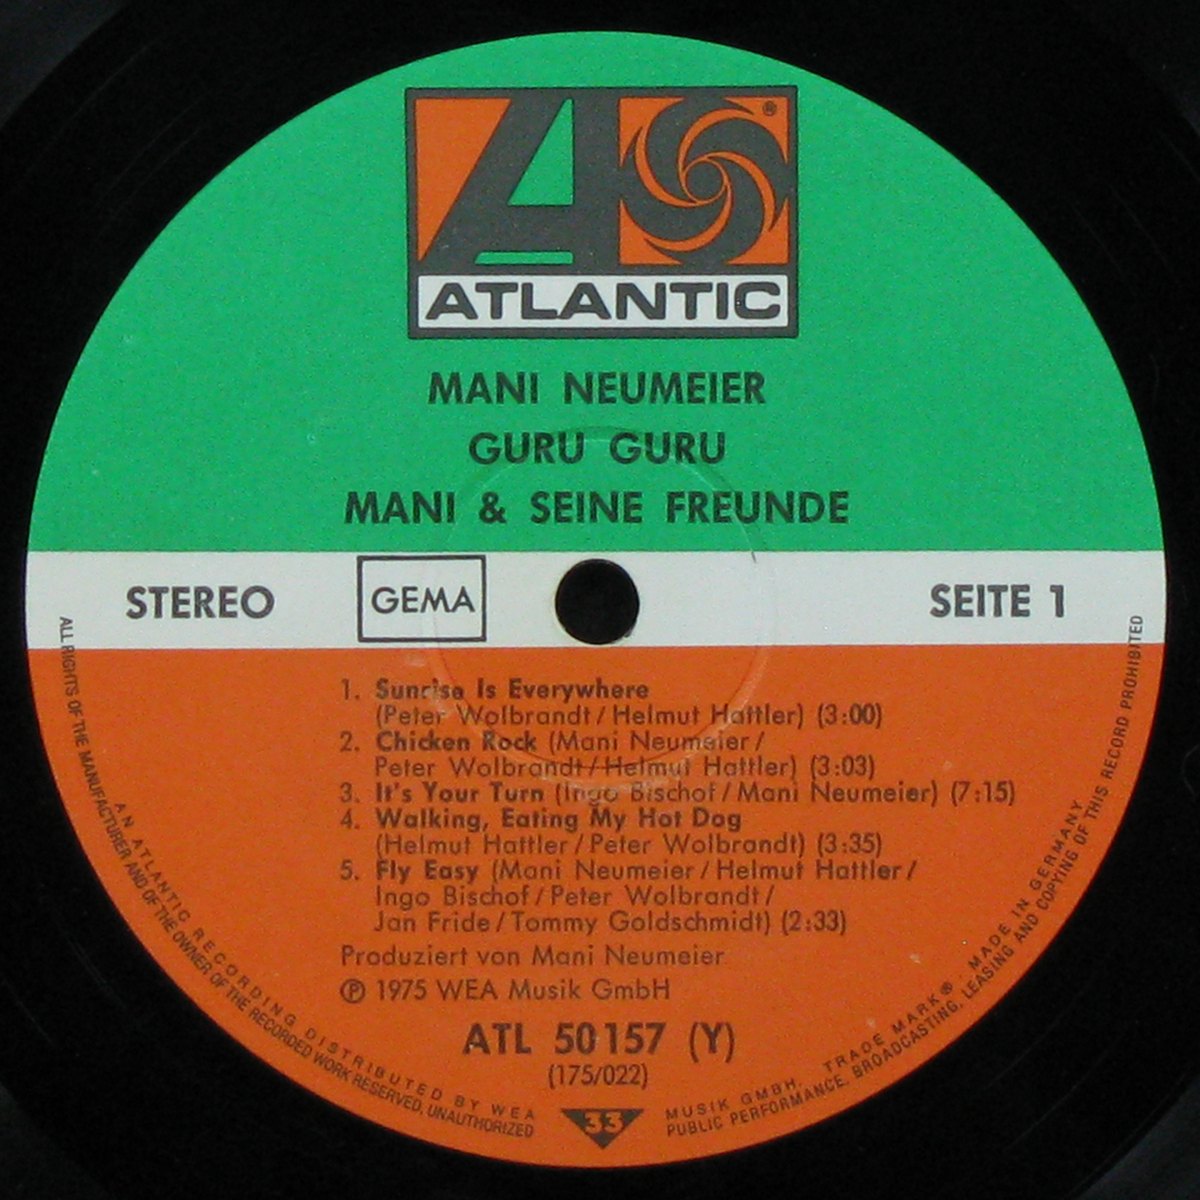 ATLANTIC
®
MANI NEUMEIER
GURU GURU
MANI & SEINE FREUNDE
STEREO
GEMA
SEITE 1
1. Sunrise Is Everywhere
(Peter Wolbrandt/Helmut Hattler) (3:00)
2. Chicken Rock (Mani Neumeier/
Peter Wolbrandt/Helmut Hattler) (3:03)
3. It's Your Turn (Ingo Bischof/Mani Neumeier) (7:15)
4. Walking, Eating My Hot Dog
(Helmut Hattler/Peter Wolbrandt) (3:35)
5. Fly Easy (Mani Neumeier/Helmut Hattler/
Ingo Bischof/Peter Wolbrandt/
Jan Fride/Tommy Goldschmidt) (2:33)
Produziert von Mani Neumeier
℗ 1975 WEA Musik GmbH
ATL 50157 (Y)
(175/022)
33
AN ATLANTIC RECORDING DISTRIBUTED BY WEA MUSIK GMBH. TRADE MARK® MADE IN GERMANY
ALL RIGHTS OF THE MANUFACTURER AND OF THE OWNER OF THE RECORDED WORK RESERVED, UNAUTHORIZED PUBLIC PERFORMANCE, BROADCASTING, LEASING AND COPYING OF THIS RECORD PROHIBITED